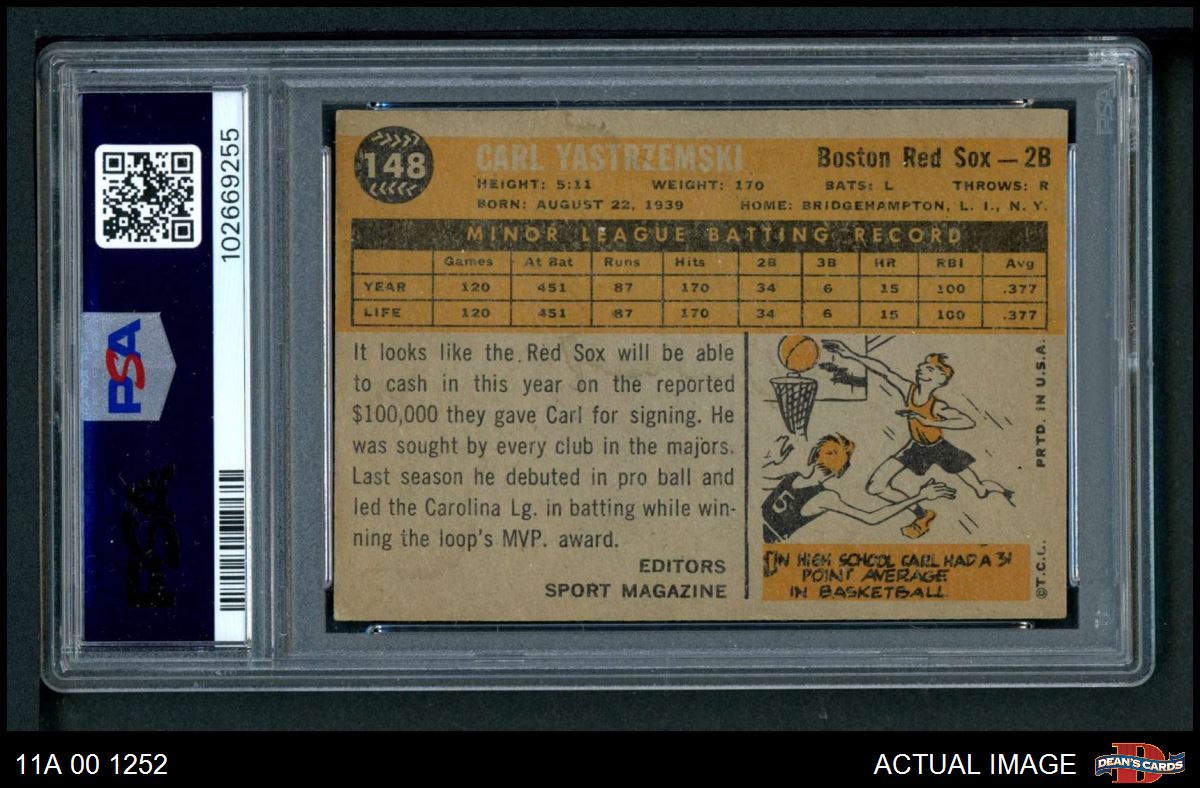 102669255
PSA
PSA
148
CARL YASTRZEMSKI Boston Red Sox — 2B
HEIGHT: 5:11 WEIGHT: 170 BATS: L THROWS: R
BORN: AUGUST 22, 1939 HOME: BRIDGEHAMPTON, L. I., N. Y.
MINOR LEAGUE BATTING RECORD
Games At Bat Runs Hits 2B 3B HR RBI Avg
YEAR 120 451 87 170 34 6 15 100 .377
LIFE 120 451 87 170 34 6 15 100 .377
It looks like the Red Sox will be able
to cash in this year on the reported
$100,000 they gave Carl for signing. He
was sought by every club in the majors.
Last season he debuted in pro ball and
led the Carolina Lg. in batting while win-
ning the loop's MVP. award.
EDITORS
SPORT MAGAZINE
5
IN HIGH SCHOOL CARL HAD A 31
POINT AVERAGE
IN BASKETBALL
©T.C.C. PRTD. IN U.S.A.
11A 00 1252
ACTUAL IMAGE
DEAN'S CARDS